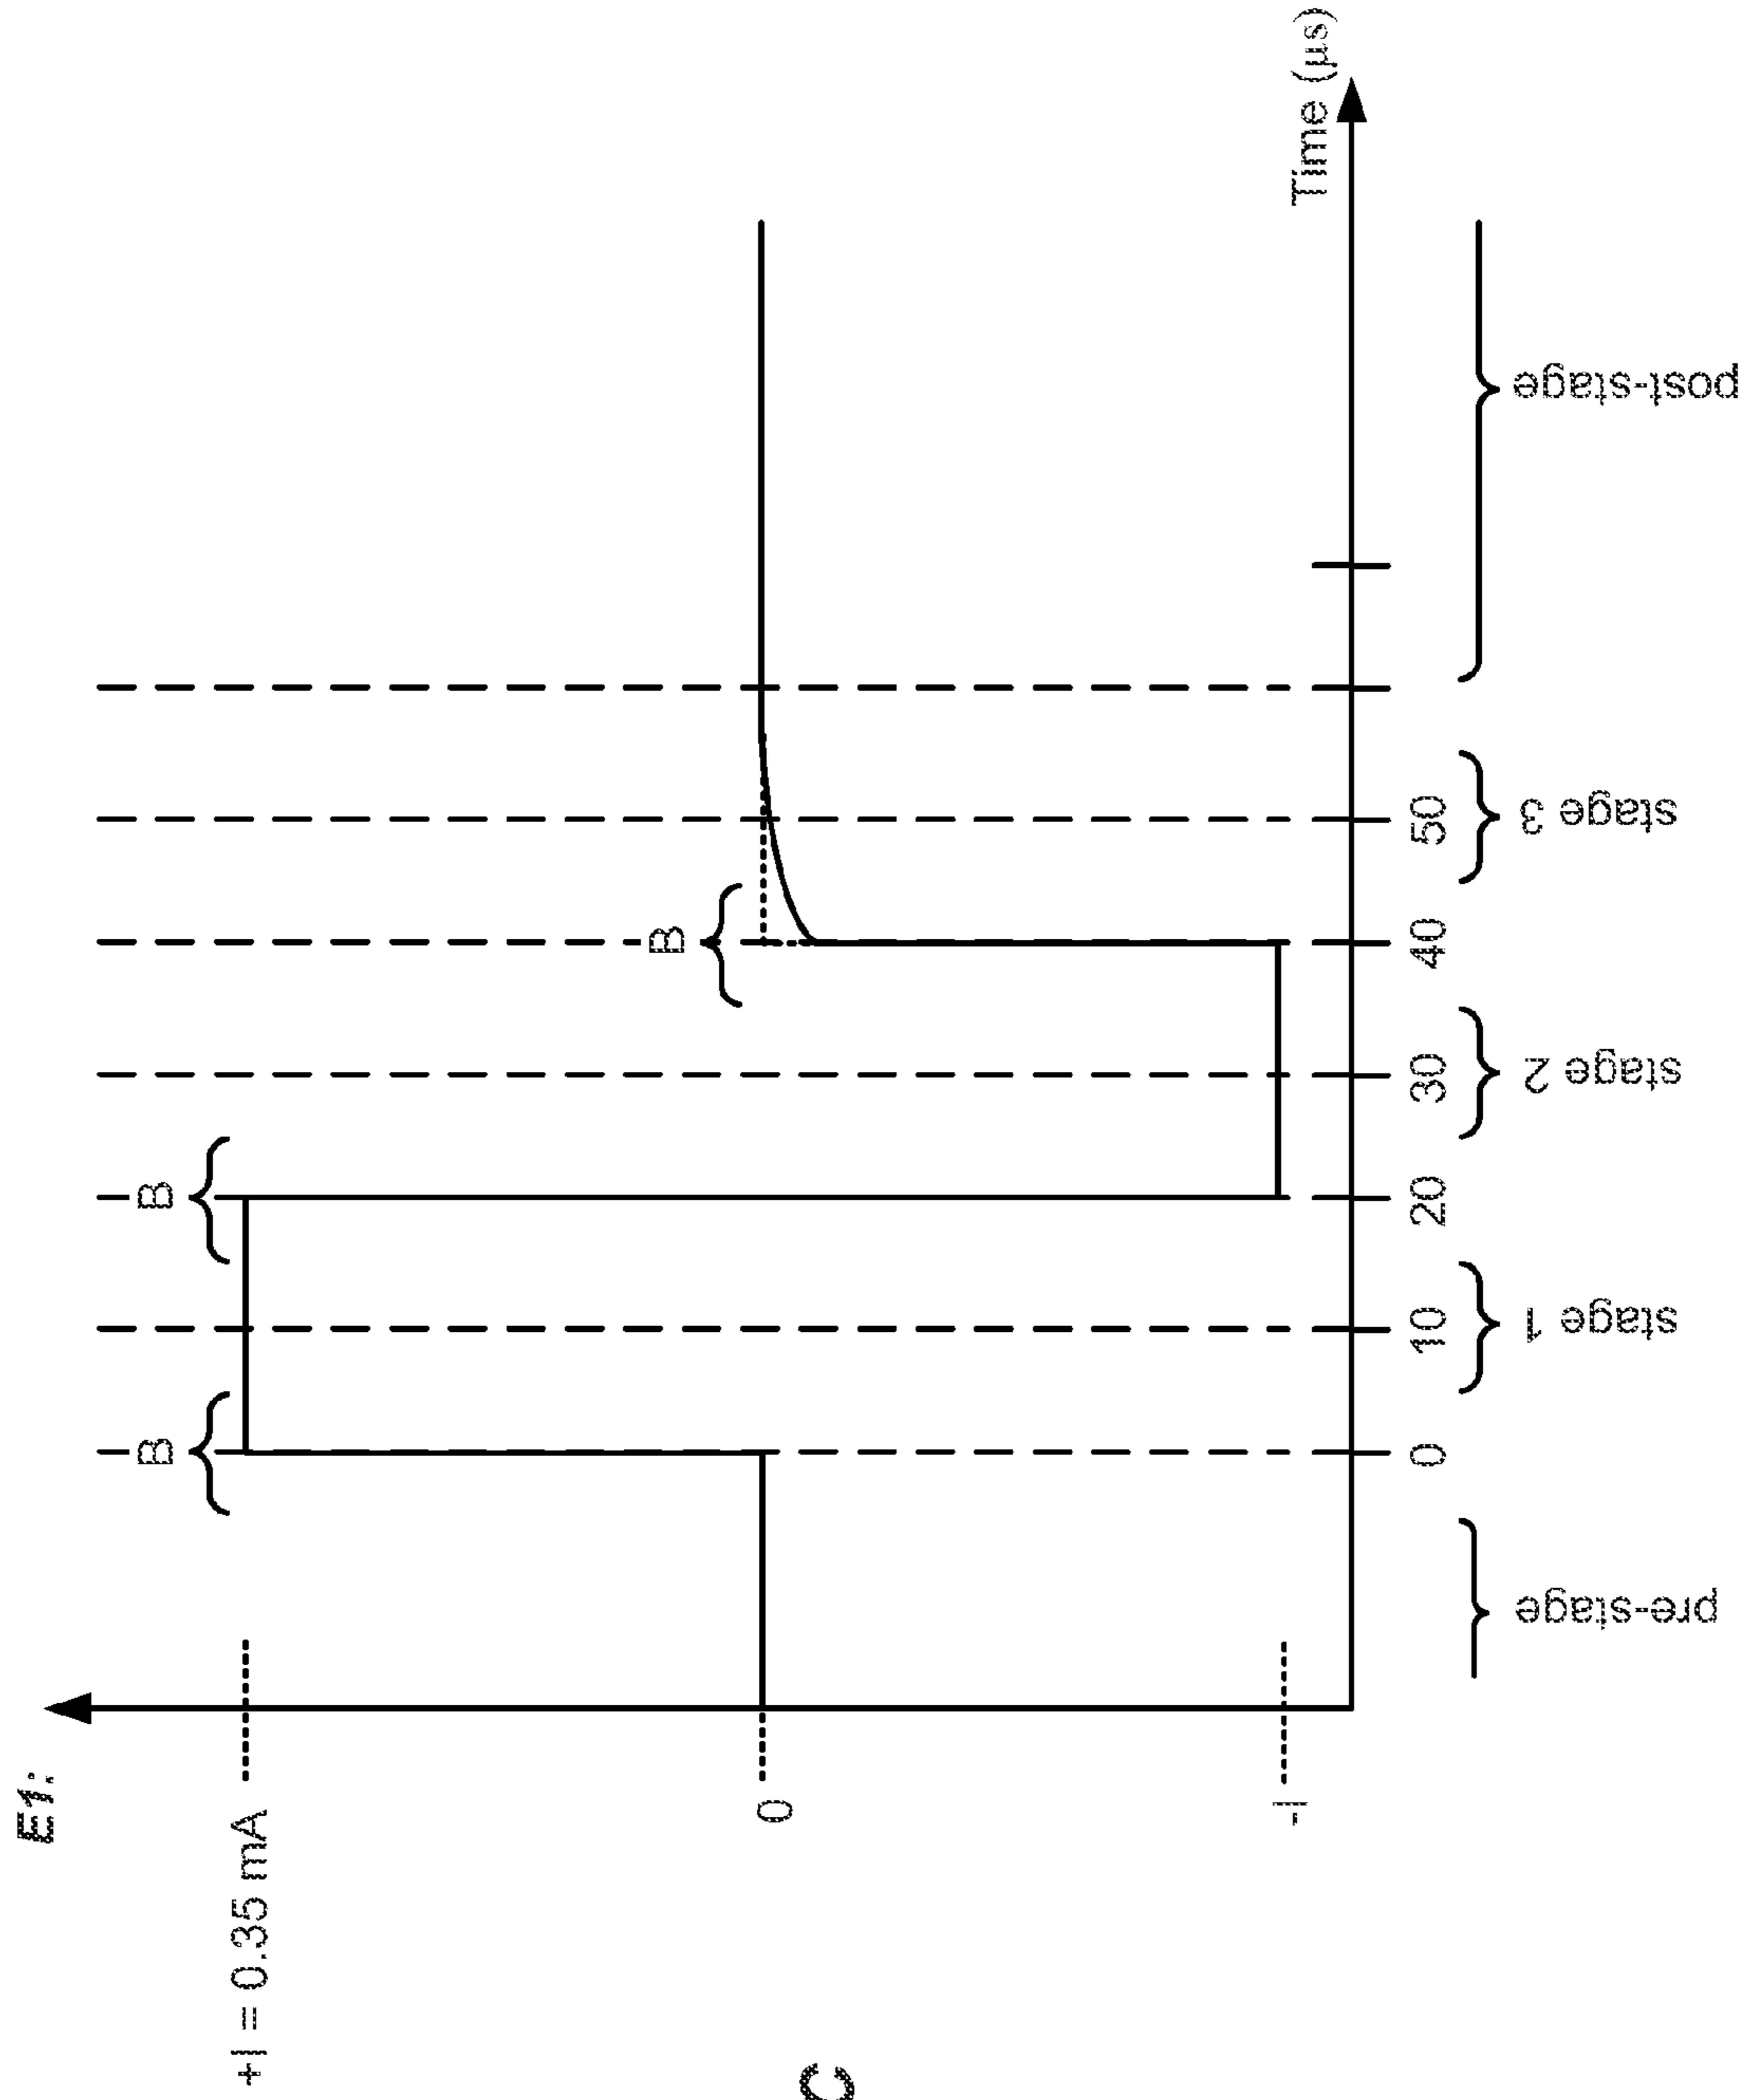 E1:
+I = 0.35 mA
0
-I
B
B
B
Time (µs)
0
10
20
30
40
50
pre-stage
stage 1
stage 2
stage 3
post-stage
C